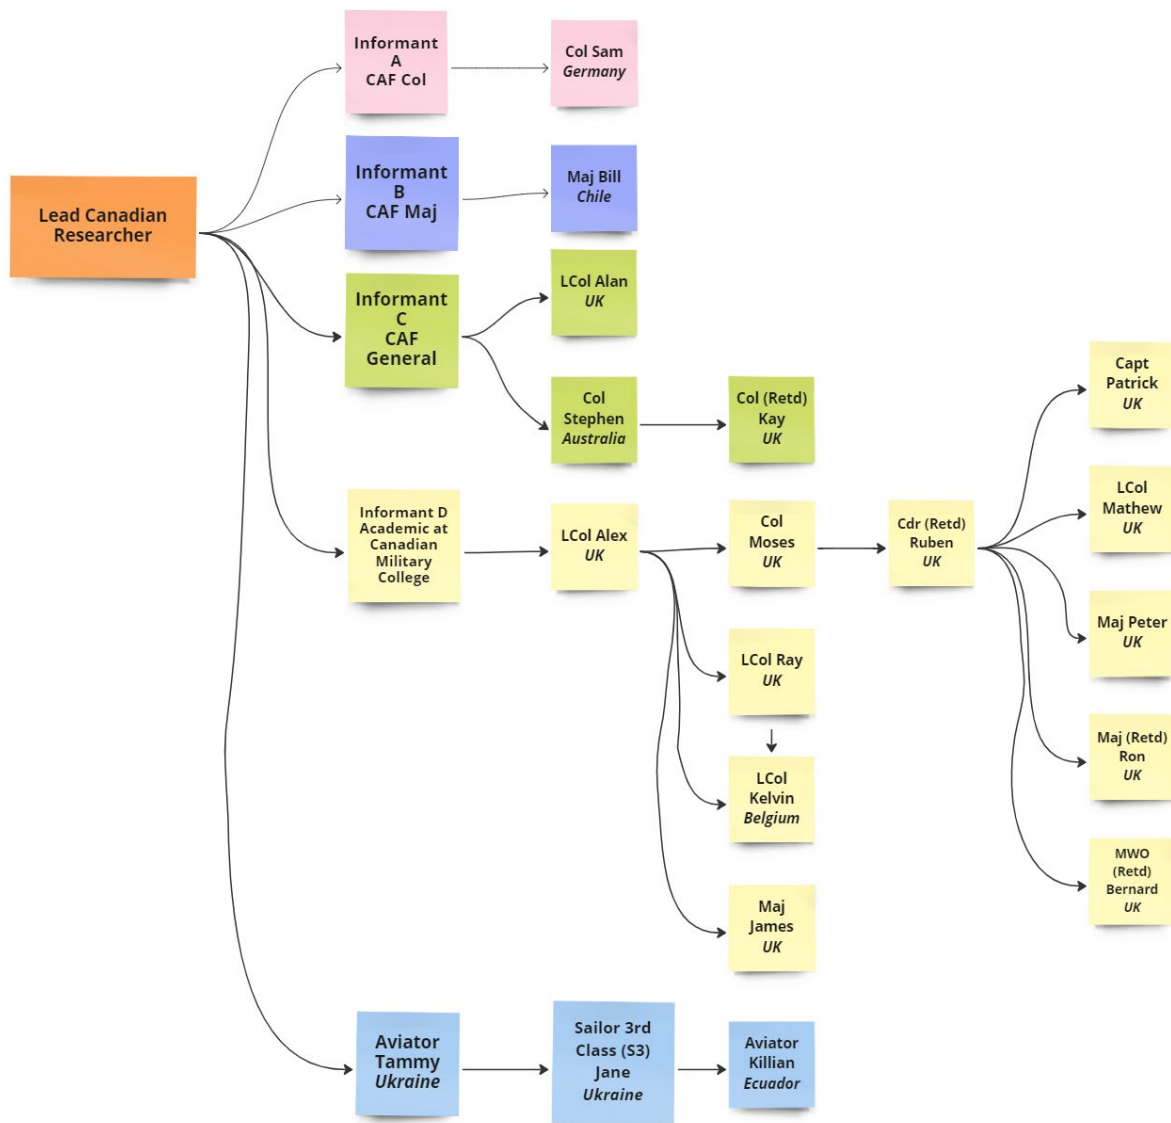 Informant
A
CAF Col
Col Sam
Germany
Informant
B
CAF Maj
Maj Bill
Chile
Lead Canadian
Researcher
Informant
C
CAF
General
LCol Alan
UK
Col
Stephen
Australia
Col (Retd)
Kay
UK
Informant D
Academic at
Canadian
Military
College
LCol Alex
UK
Col
Moses
UK
Cdr (Retd)
Ruben
UK
Capt
Patrick
UK
LCol
Mathew
UK
Maj Peter
UK
Maj (Retd)
Ron
UK
MWO
(Retd)
Bernard
UK
LCol Ray
UK
LCol
Kelvin
Belgium
Maj
James
UK
Aviator
Tammy
Ukraine
Sailor 3rd
Class (S3)
Jane
Ukraine
Aviator
Killian
Ecuador